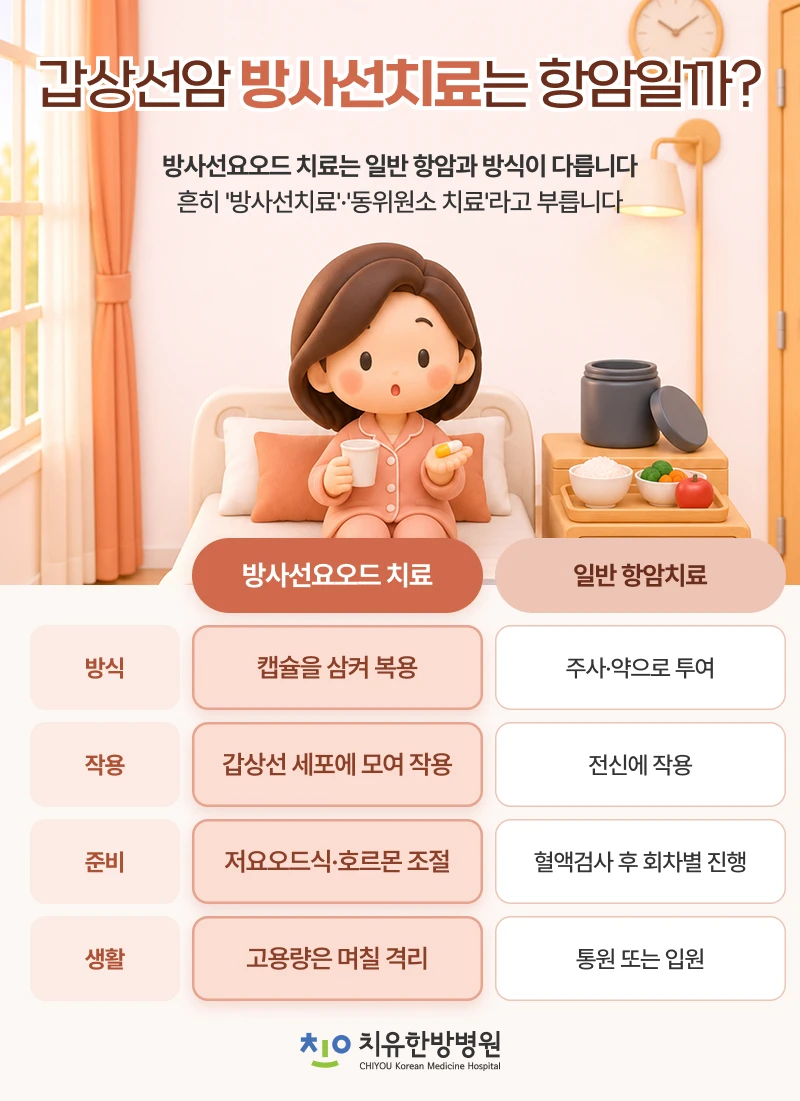 갑상선암 방사선치료는 항암일까?
방사선요오드 치료는 일반 항암과 방식이 다릅니다
흔히 '방사선치료'·'동위원소 치료'라고 부릅니다
방사선요오드 치료 일반 항암치료
방식 캡슐을 삼켜 복용 주사·약으로 투여
작용 갑상선 세포에 모여 작용 전신에 작용
준비 저요오드식·호르몬 조절 혈액검사 후 회차별 진행
생활 고용량은 며칠 격리 통원 또는 입원
치유 치유한방병원
CHIYOU Korean Medicine Hospital